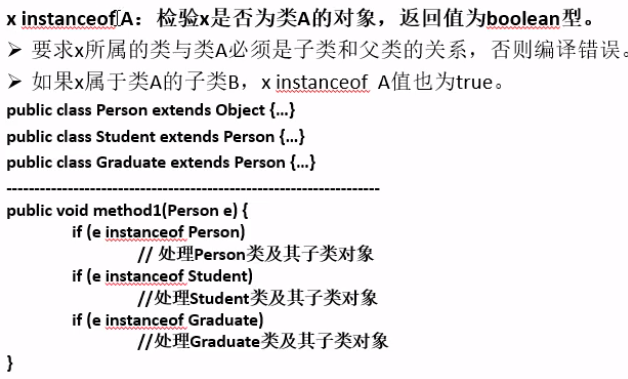 x instanceof A：检验x是否为类A的对象，返回值为boolean型。
➢ 要求x所属的类与类A必须是子类和父类的关系，否则编译错误。
➢ 如果x属于类A的子类B，x instanceof A值也为true。
public class Person extends Object {...}
public class Student extends Person {...}
public class Graduate extends Person {...}
-------------------------------------------------------------------
public void method1(Person e) {
if (e instanceof Person)
// 处理Person类及其子类对象
if (e instanceof Student)
//处理Student类及其子类对象
if (e instanceof Graduate)
//处理Graduate类及其子类对象
}